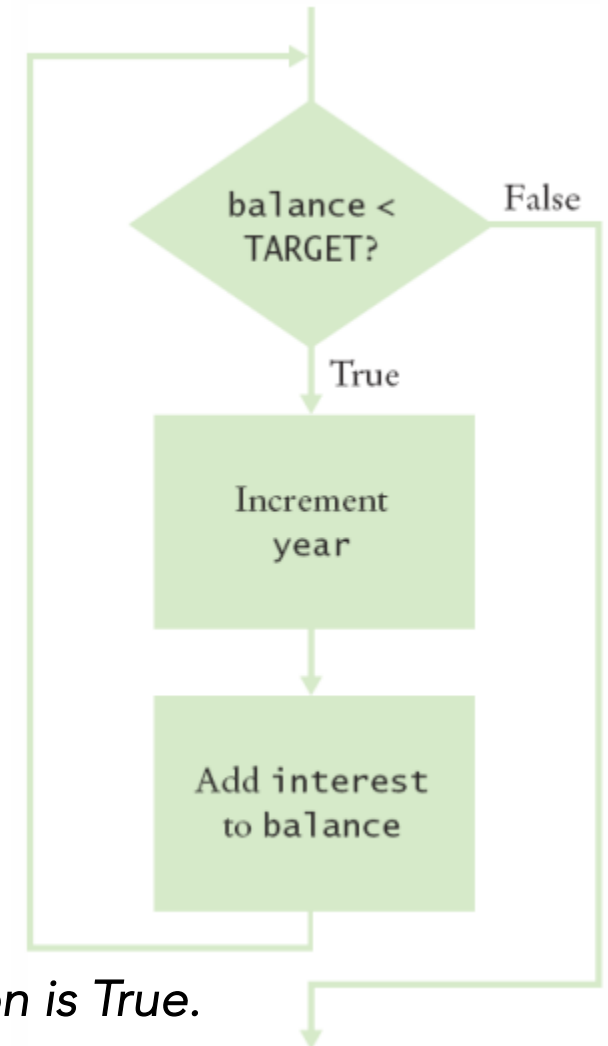 balance <
TARGET?
False
True
Increment
year
Add interest
to balance
n is True.